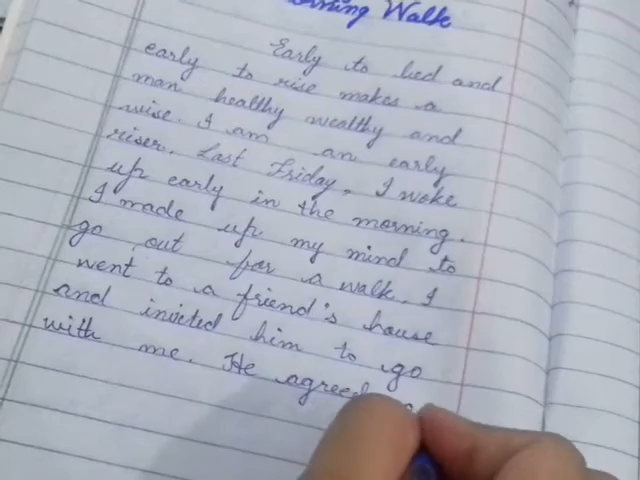 Morning Walk
Early to bed and
early to rise makes a
man healthy wealthy and
wise. I am an early
riser. Last Friday, I woke
up early in the morning.
I made up my mind to
go out for a walk. I
went to a friend's house
and invited him to go
with me. He agreed